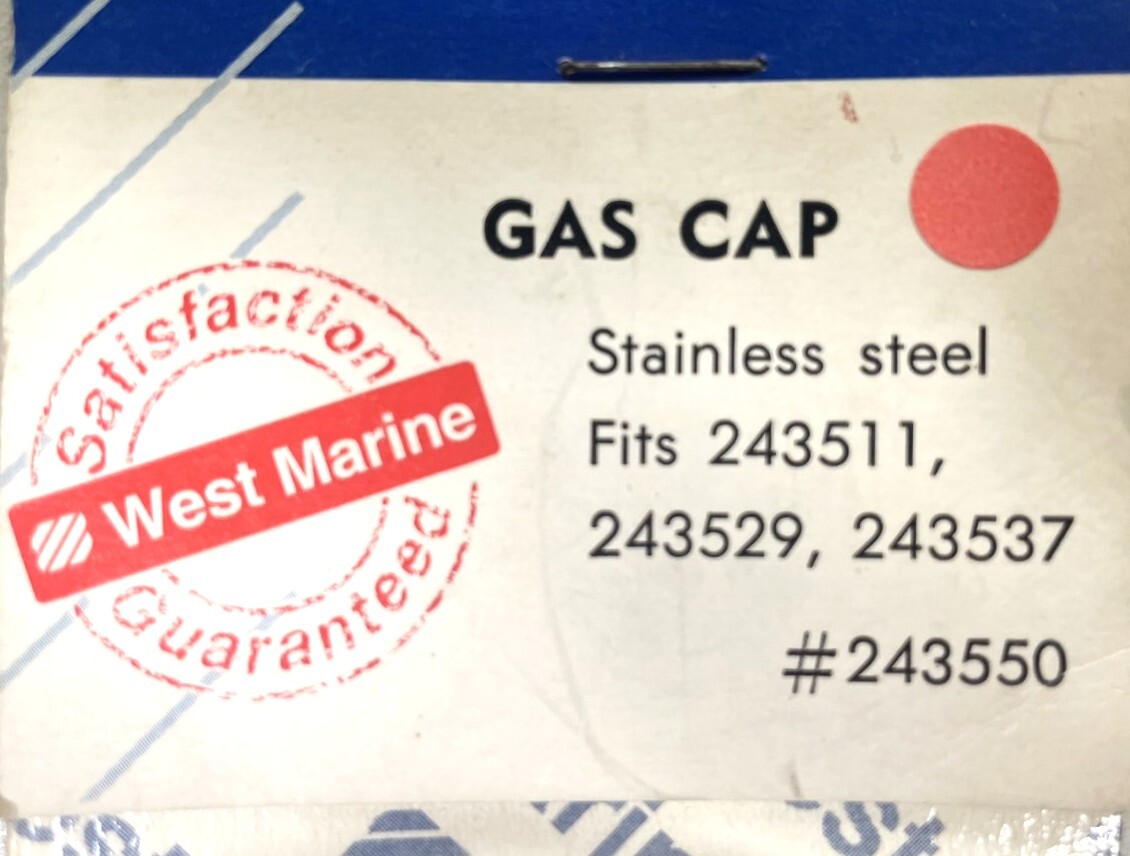 GAS CAP
Satisfaction
West Marine
Guaranteed
Stainless steel
Fits 243511,
243529, 243537
#243550